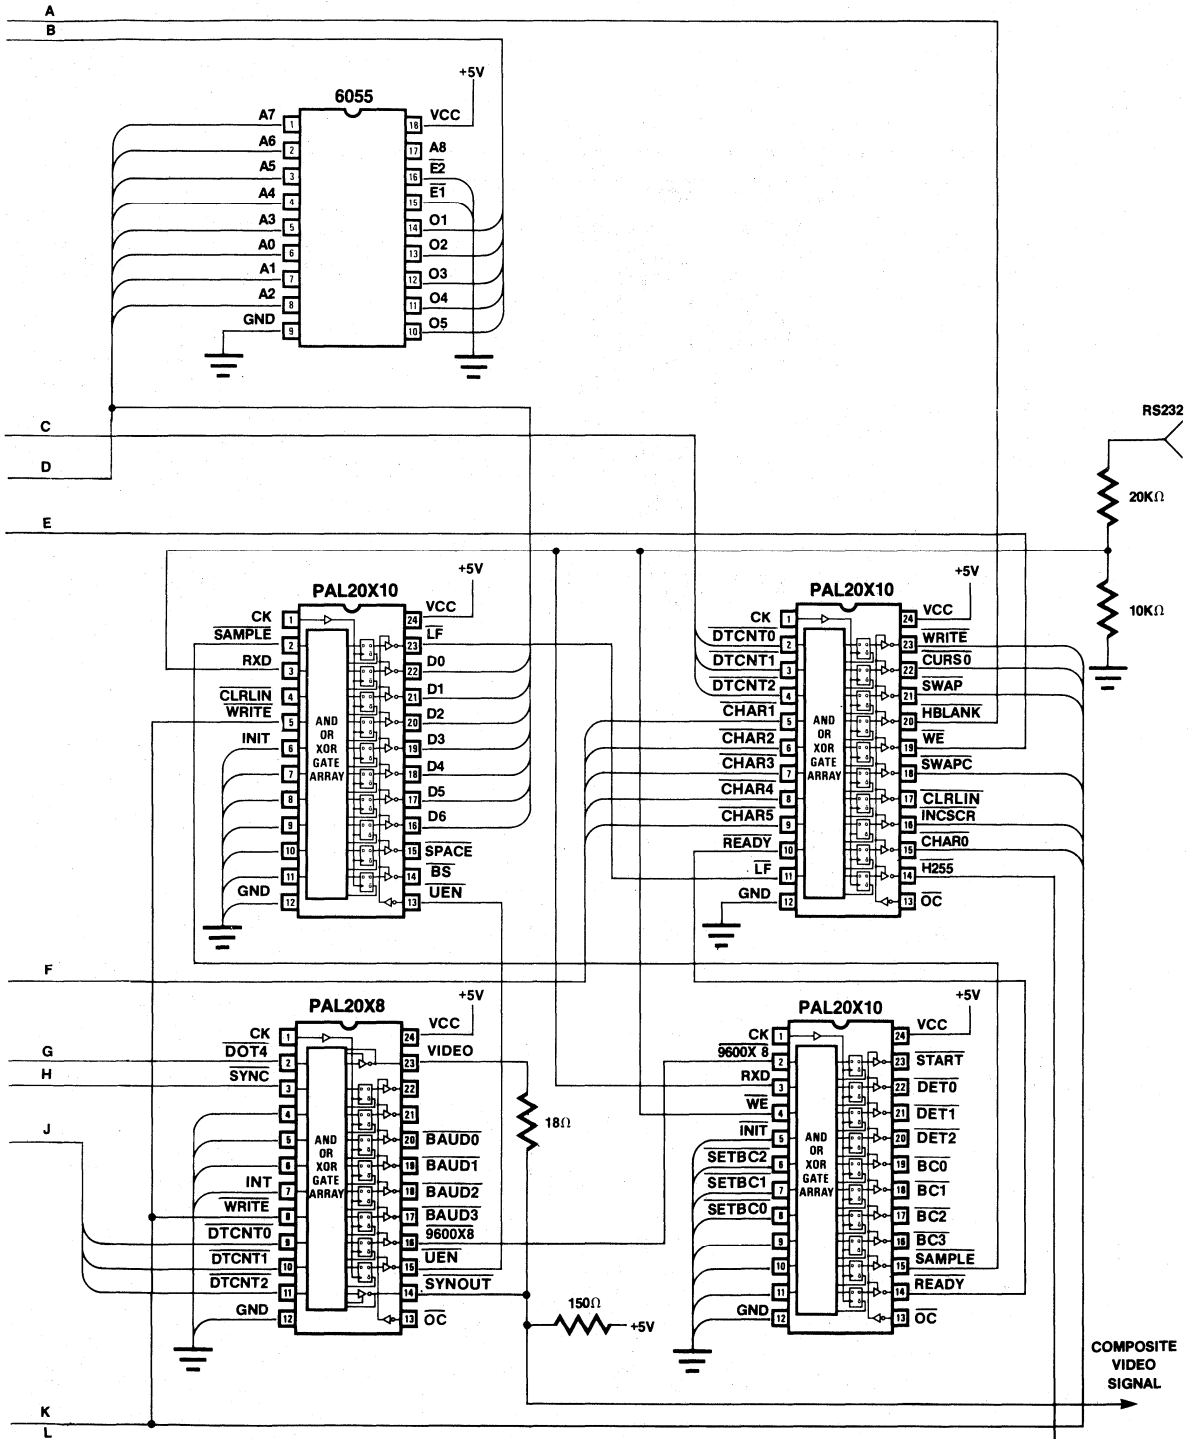 A
B
+5V
6055
A7 1 18 VCC
A6 2 17 A8
A5 3 16 E2
A4 4 15 E1
A3 5 14 O1
A0 6 13 O2
A1 7 12 O3
A2 8 11 O4
GND 9 10 O5
C
D
E
RS232
20KΩ
10KΩ
+5V
PAL20X10
CK 1 24 VCC
SAMPLE 2 23 LF
RXD 3 22 D0
CLRLIN 4 21 D1
WRITE 5 20 D2
INIT 6 19 D3
7 18 D4
8 17 D5
9 16 D6
10 15 SPACE
11 14 BS
GND 12 13 UEN
AND
OR
XOR
GATE
ARRAY
+5V
PAL20X10
CK 1 24 VCC
DTCNT0 2 23 WRITE
DTCNT1 3 22 CURS0
DTCNT2 4 21 SWAP
CHAR1 5 20 HBLANK
CHAR2 6 19 WE
CHAR3 7 18 SWAPC
CHAR4 8 17 CLRLIN
CHAR5 9 16 INCSCR
READY 10 15 CHAR0
LF 11 14 H255
GND 12 13 OC
AND
OR
XOR
GATE
ARRAY
F
G
H
J
+5V
PAL20X8
CK 1 24 VCC
DOT4 2 23 VIDEO
SYNC 3 22
4 21
5 20 BAUD0
6 19 BAUD1
INT 7 18 BAUD2
WRITE 8 17 BAUD3
DTCNT0 9 16 9600X8
DTCNT1 10 15 UEN
DTCNT2 11 14 SYNOUT
GND 12 13 OC
AND
OR
XOR
GATE
ARRAY
18Ω
150Ω
+5V
+5V
PAL20X10
CK 1 24 VCC
9600X 8 2 23 START
RXD 3 22 DET0
WE 4 21 DET1
INIT 5 20 DET2
SETBC2 6 19 BC0
SETBC1 7 18 BC1
SETBC0 8 17 BC2
9 16 BC3
10 15 SAMPLE
11 14 READY
GND 12 13 OC
AND
OR
XOR
GATE
ARRAY
COMPOSITE
VIDEO
SIGNAL
K
L